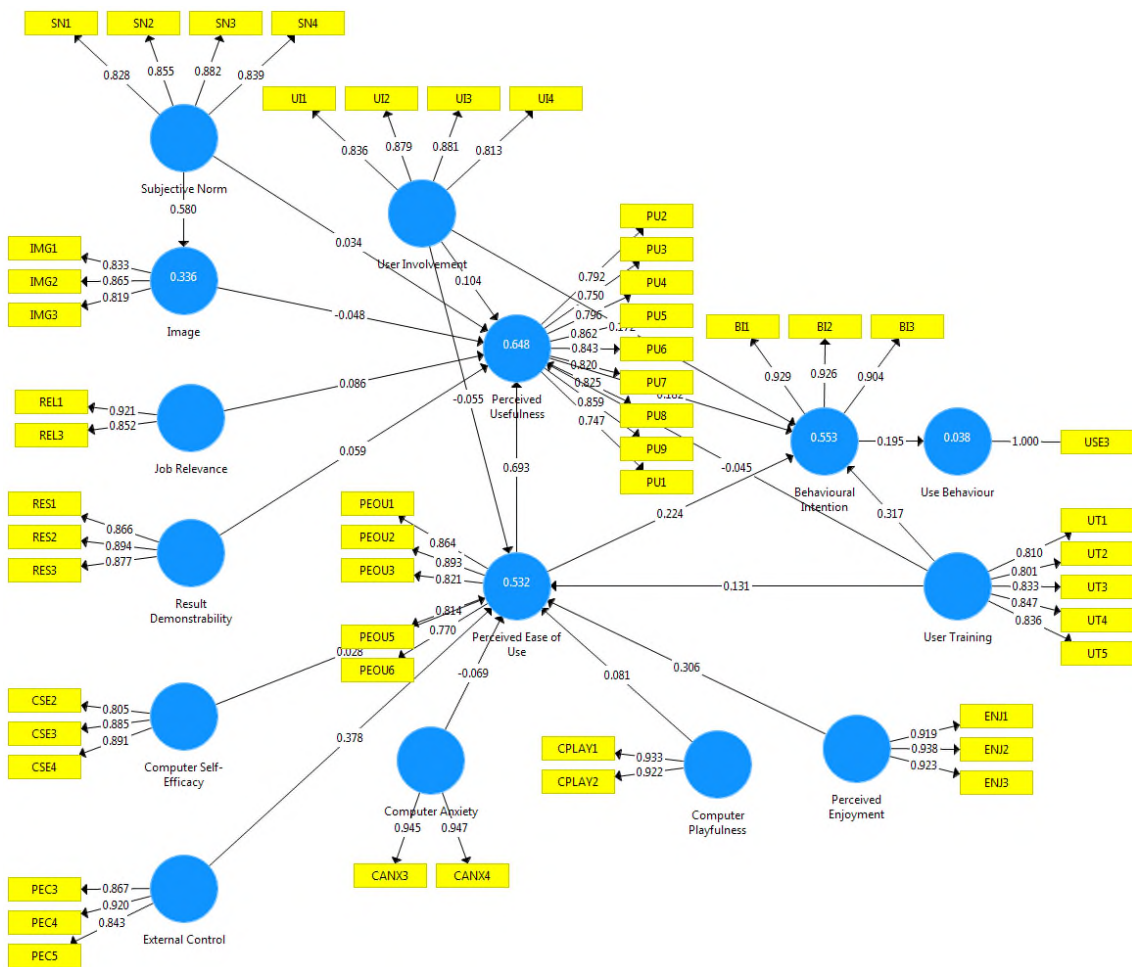 SN1
SN2
SN3
SN4
0.828
0.855
0.882
0.839
Subjective Norm
0.580
UI1
UI2
UI3
UI4
0.836
0.879
0.881
0.813
User Involvement
0.104
0.034
IMG1
IMG2
IMG3
0.833
0.865
0.819
0.336
Image
-0.048
PU2
PU3
PU4
PU5
PU6
PU7
PU8
PU9
PU1
0.792
0.750
0.796
0.862
0.843
0.820
0.825
0.859
0.747
0.648
Perceived
Usefulness
BI1
BI2
BI3
0.929
0.926
0.904
0.553
Behavioural
Intention
0.195
0.038
Use Behaviour
1.000
USE3
REL1
REL3
0.921
0.852
Job Relevance
0.086
-0.055
0.059
0.693
-0.045
0.224
0.317
RES1
RES2
RES3
0.866
0.894
0.877
Result
Demonstrability
PEOU1
PEOU2
PEOU3
PEOU5
PEOU6
0.864
0.893
0.821
0.814
0.770
0.532
Perceived Ease of
Use
0.131
User Training
UT1
UT2
UT3
UT4
UT5
0.810
0.801
0.833
0.847
0.836
0.028
CSE2
CSE3
CSE4
0.805
0.885
0.891
Computer Self-
Efficacy
0.378
-0.069
0.081
0.306
Computer Anxiety
0.945
0.947
CANX3
CANX4
CPLAY1
CPLAY2
0.933
0.922
Computer
Playfulness
Perceived
Enjoyment
0.919
0.938
0.923
ENJ1
ENJ2
ENJ3
PEC3
PEC4
PEC5
0.867
0.920
0.843
External Control